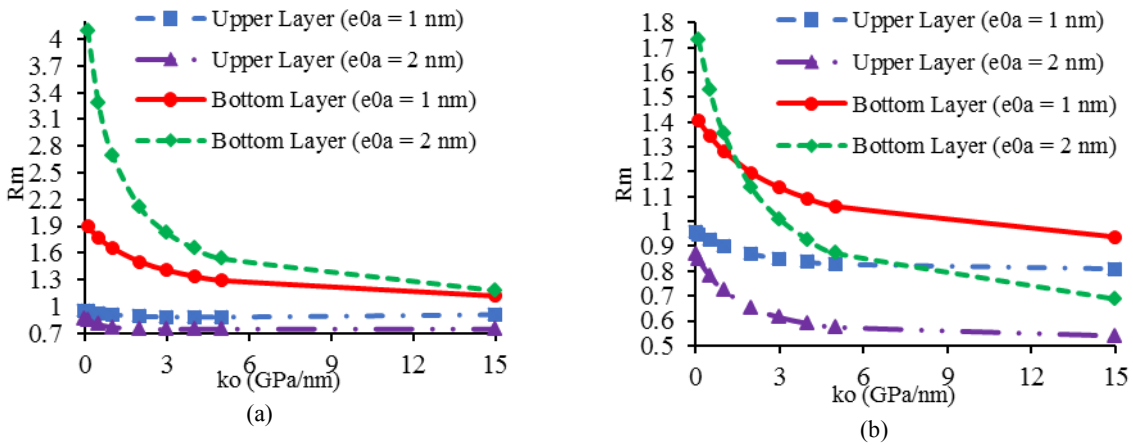 (a)
Upper Layer (e0a = 1 nm)
Upper Layer (e0a = 2 nm)
Bottom Layer (e0a = 1 nm)
Bottom Layer (e0a = 2 nm)
Rm
4
3.7
3.4
3.1
2.8
2.5
2.2
1.9
1.6
1.3
1
0.7
0
3
6
9
12
15
ko (GPa/nm)
(a)
(b)
Upper Layer (e0a = 1 nm)
Upper Layer (e0a = 2 nm)
Bottom Layer (e0a = 1 nm)
Bottom Layer (e0a = 2 nm)
Rm
1.8
1.7
1.6
1.5
1.4
1.3
1.2
1.1
1
0.9
0.8
0.7
0.6
0.5
0
3
6
9
12
15
ko (GPa/nm)
(b)